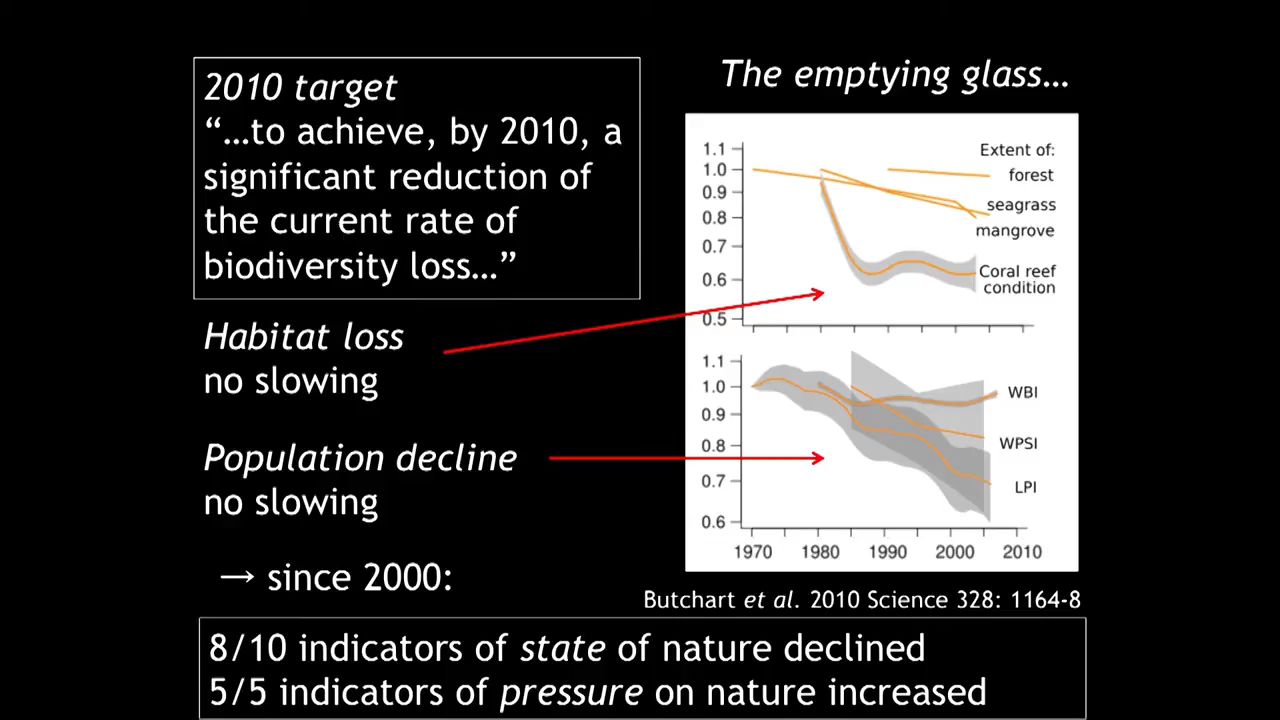 2010 target
“…to achieve, by 2010, a
significant reduction of
the current rate of
biodiversity loss…”
Habitat loss
no slowing
Population decline
no slowing
→ since 2000:
The emptying glass…
1.1
1.0
0.9
0.8
0.7
0.6
0.5
Extent of:
forest
seagrass
mangrove
Coral reef
condition
1.1
1.0
0.9
0.8
0.7
0.6
WBI
WPSI
LPI
1970 1980 1990 2000 2010
Butchart et al. 2010 Science 328: 1164-8
8/10 indicators of state of nature declined
5/5 indicators of pressure on nature increased